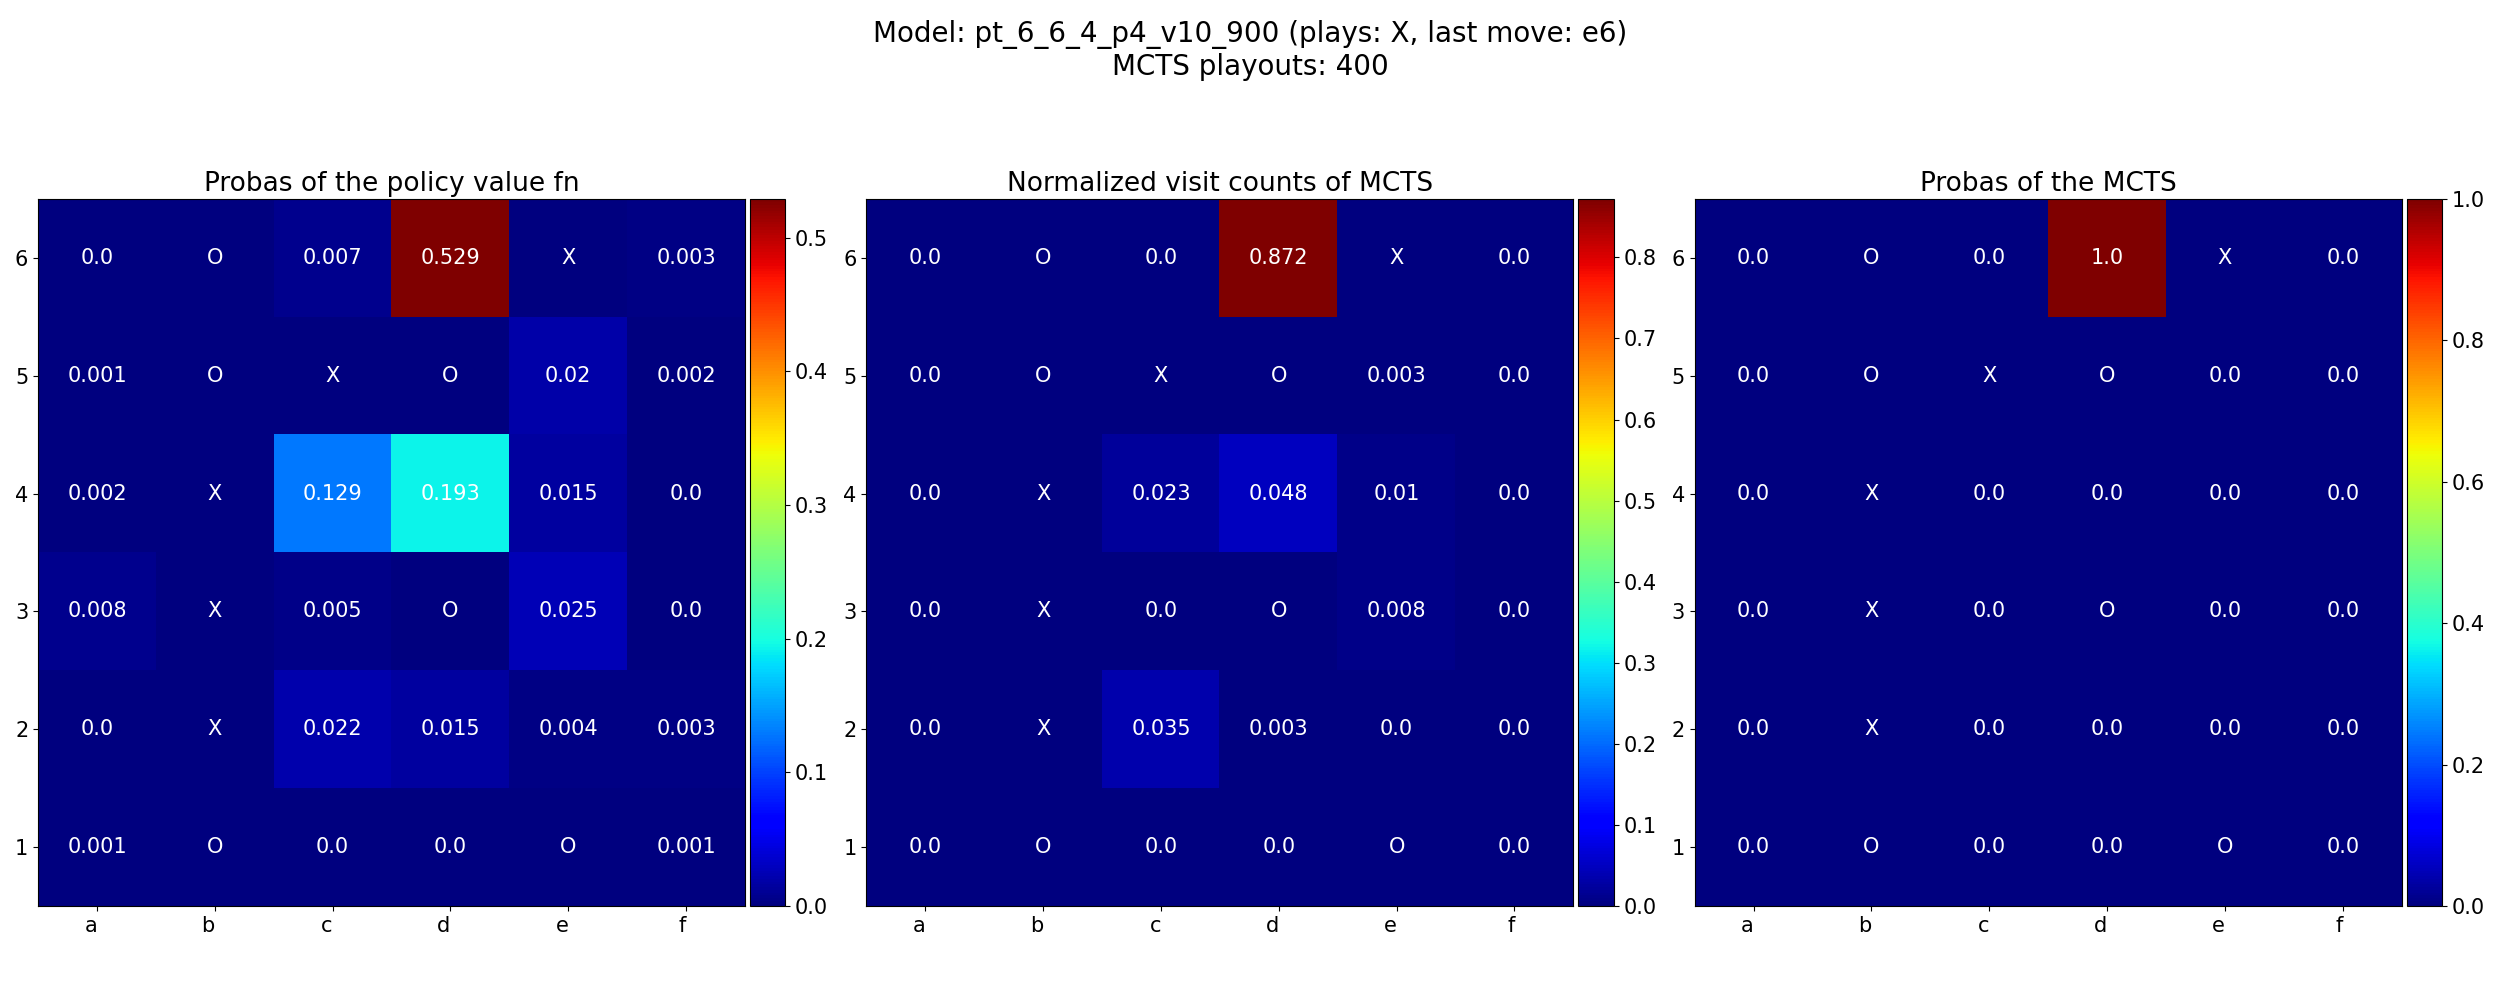 Model: pt_6_6_4_p4_v10_900 (plays: X, last move: e6)
MCTS playouts: 400
Probas of the policy value fn
6 0.0 O 0.007 0.529 X 0.003
5 0.001 O X O 0.02 0.002
4 0.002 X 0.129 0.193 0.015 0.0
3 0.008 X 0.005 O 0.025 0.0
2 0.0 X 0.022 0.015 0.004 0.003
1 0.001 O 0.0 0.0 O 0.001
a b c d e f
0.5
0.4
0.3
0.2
0.1
0.0
Normalized visit counts of MCTS
6 0.0 O 0.0 0.872 X 0.0
5 0.0 O X O 0.003 0.0
4 0.0 X 0.023 0.048 0.01 0.0
3 0.0 X 0.0 O 0.008 0.0
2 0.0 X 0.035 0.003 0.0 0.0
1 0.0 O 0.0 0.0 O 0.0
a b c d e f
0.8
0.7
0.6
0.5
0.4
0.3
0.2
0.1
0.0
Probas of the MCTS
6 0.0 O 0.0 1.0 X 0.0
5 0.0 O X O 0.0 0.0
4 0.0 X 0.0 0.0 0.0 0.0
3 0.0 X 0.0 O 0.0 0.0
2 0.0 X 0.0 0.0 0.0 0.0
1 0.0 O 0.0 0.0 O 0.0
a b c d e f
1.0
0.8
0.6
0.4
0.2
0.0